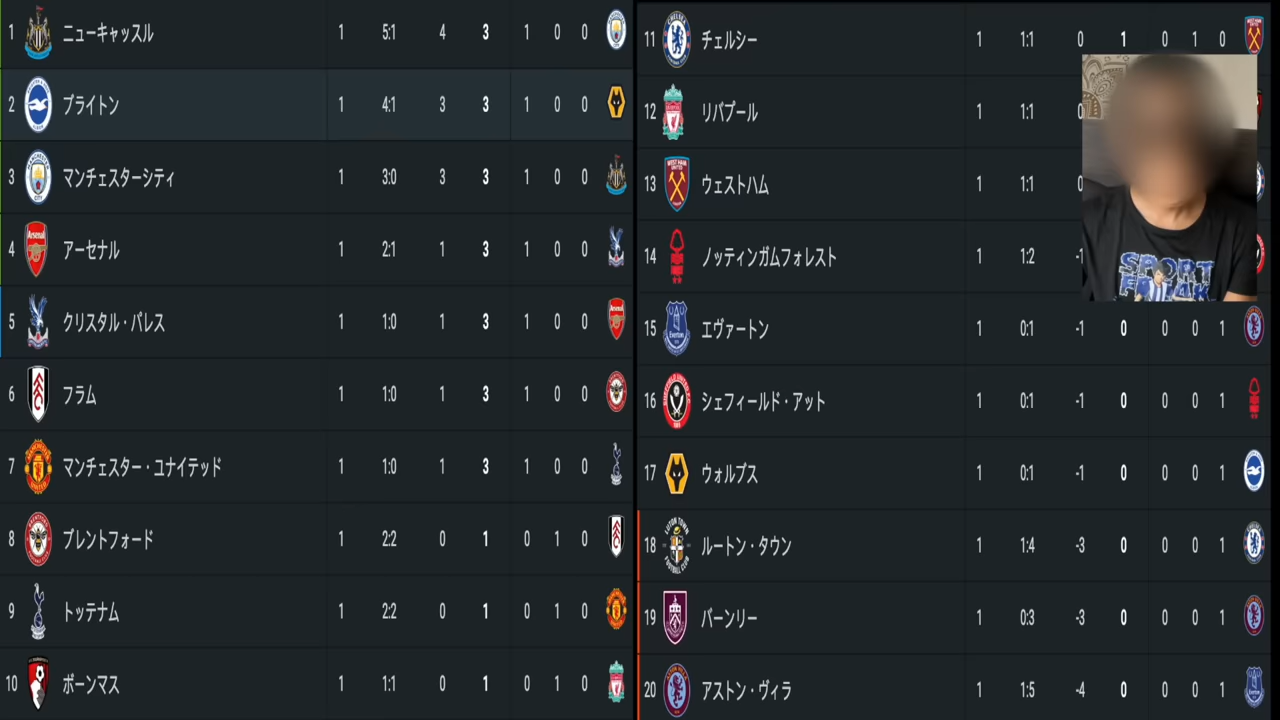 1 ニューキャッスル 1 5:1 4 3 1 0 0
2 ブライトン 1 4:1 3 3 1 0 0
3 マンチェスターシティ 1 3:0 3 3 1 0 0
4 アーセナル 1 2:1 1 3 1 0 0
5 クリスタル・パレス 1 1:0 1 3 1 0 0
6 フラム 1 1:0 1 3 1 0 0
7 マンチェスター・ユナイテッド 1 1:0 1 3 1 0 0
8 ブレントフォード 1 2:2 0 1 0 1 0
9 トッテナム 1 2:2 0 1 0 1 0
10 ボーンマス 1 1:1 0 1 0 1 0
11 チェルシー 1 1:1 0 1 0 1 0
12 リバプール 1 1:1
13 ウェストハム 1 1:1
14 ノッティンガムフォレスト 1 1:2 -1
15 エヴァートン 1 0:1 -1 0 0 0 1
16 シェフィールド・アット 1 0:1 -1 0 0 0 1
17 ウォルプス 1 0:1 -1 0 0 0 1
18 ルートン・タウン 1 1:4 -3 0 0 0 1
19 バーンリー 1 0:3 -3 0 0 0 1
20 アストン・ヴィラ 1 1:5 -4 0 0 0 1
SPORT